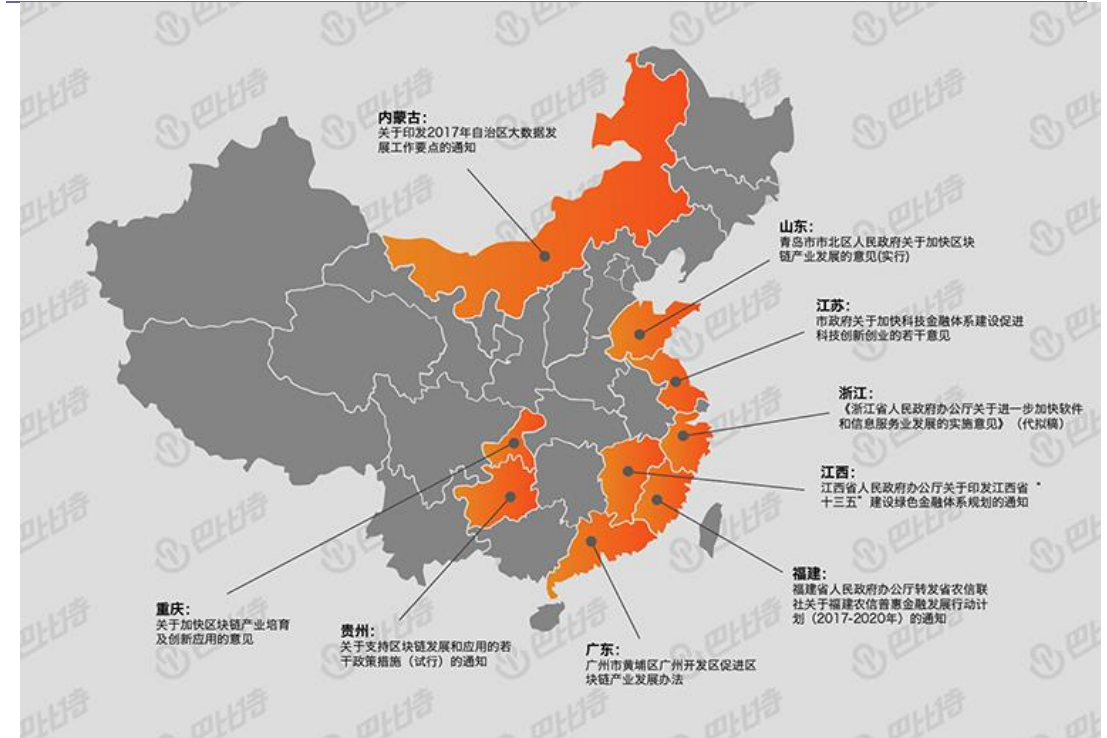 内蒙古：
关于印发2017年自治区大数据发
展工作要点的通知
山东：
青岛市市北区人民政府关于加快区块
链产业发展的意见(实行)
江苏：
市政府关于加快科技金融体系建设促进
科技创新创业的若干意见
浙江：
《浙江省人民政府办公厅关于进一步加快软件
和信息服务业发展的实施意见》（代拟稿）
江西：
江西省人民政府办公厅关于印发江西省“
十三五”建设绿色金融体系规划的通知
福建：
福建省人民政府办公厅转发省农信联
社关于福建农信普惠金融发展行动计
划（2017-2020年）的通知
广东：
广州市黄埔区广州开发区促进区
块链产业发展办法
贵州：
关于支持区块链发展和应用的若
干政策措施（试行）的通知
重庆：
关于加快区块链产业培育
及创新应用的意见
巴比特